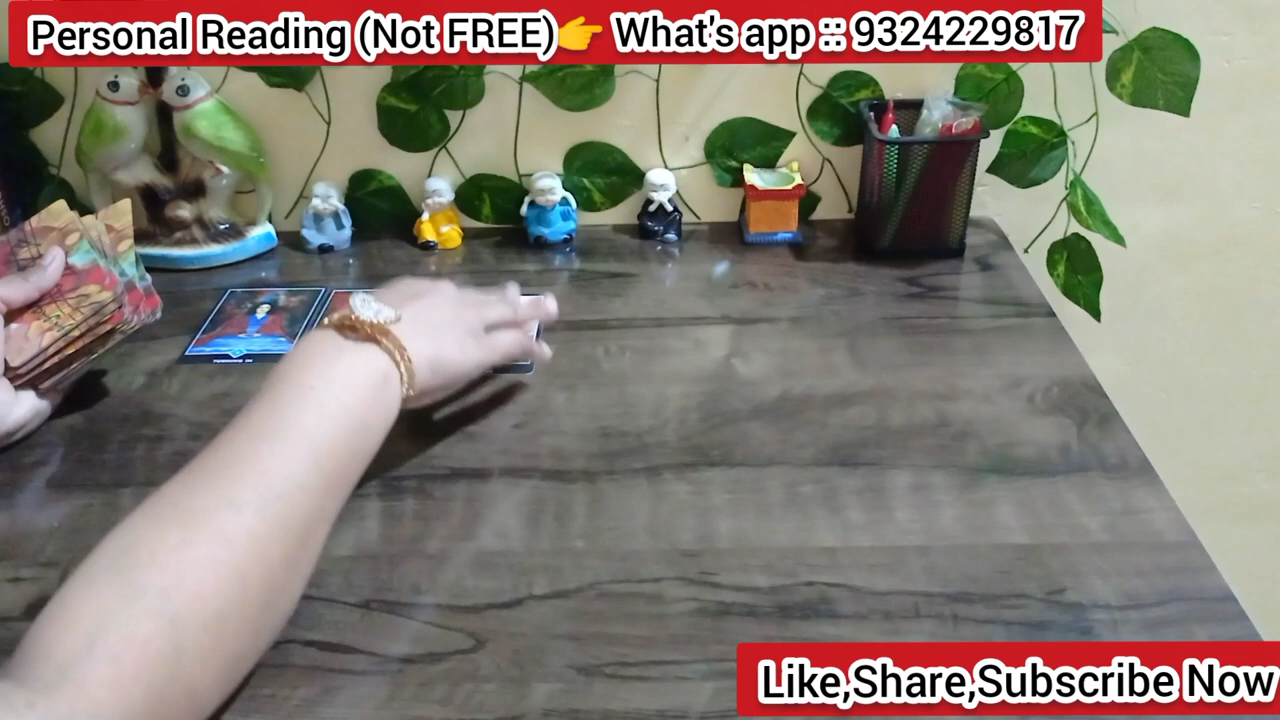 Personal Reading (Not FREE)👉 What's app :: 9324229817
Like,Share,Subscribe Now